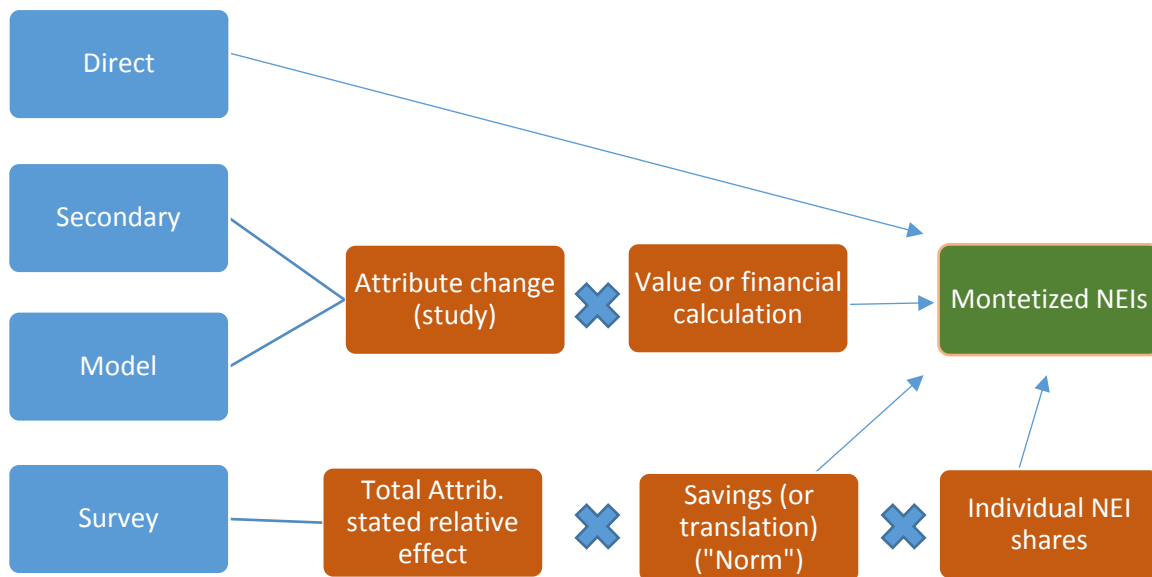 Direct
Secondary
Model
Survey
Attribute change
(study)
Value or financial
calculation
Montetized NEIs
Total Attrib.
stated relative
effect
Savings (or
translation)
("Norm")
Individual NEI
shares